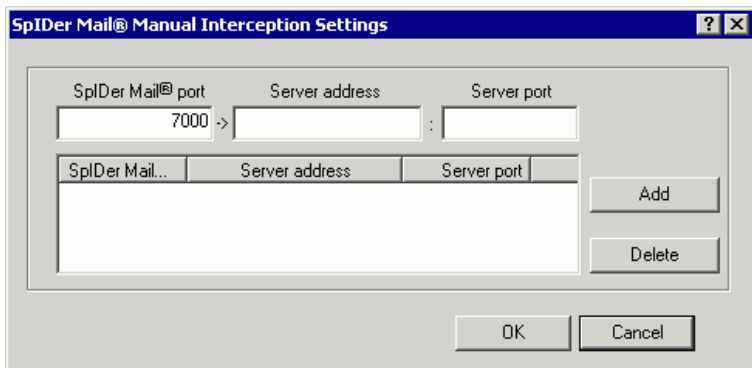 SpIDer Mail® Manual Interception Settings
SpIDer Mail® port Server address Server port
7000 -> :
SpIDer Mail... Server address Server port
Add
Delete
OK Cancel